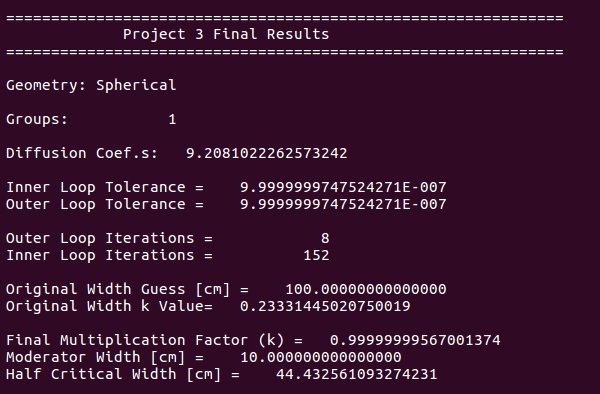 ==============================================================
Project 3 Final Results
==============================================================
Geometry: Spherical
Groups: 1
Diffusion Coef.s: 9.2081022262573242
Inner Loop Tolerance = 9.9999999747524271E-007
Outer Loop Tolerance = 9.9999999747524271E-007
Outer Loop Iterations = 8
Inner Loop Iterations = 152
Original Width Guess [cm] = 100.00000000000000
Original Width k Value= 0.23331445020750019
Final Multiplication Factor (k) = 0.99999999567001374
Moderator Width [cm] = 10.000000000000000
Half Critical Width [cm] = 44.432561093274231